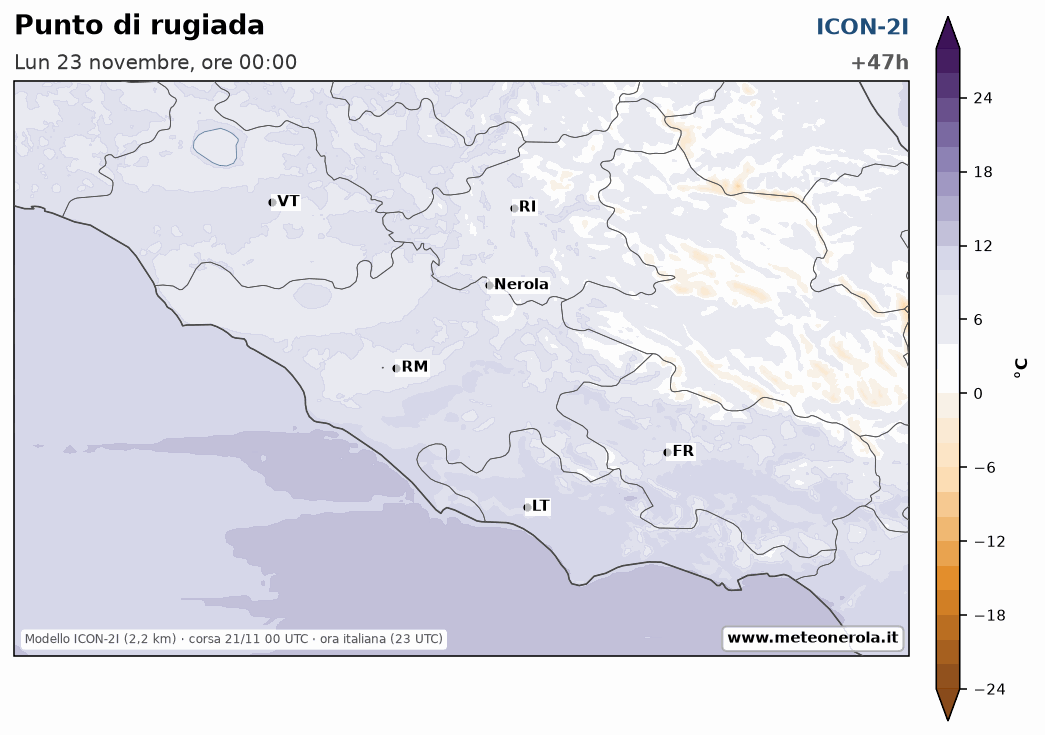 Punto di rugiada
ICON-2I
Lun 23 novembre, ore 00:00
+47h
VT
RI
Nerola
RM
FR
LT
Modello ICON-2I (2,2 km) · corsa 21/11 00 UTC · ora italiana (23 UTC)
www.meteonerola.it
24
18
12
6
0
−6
−12
−18
−24
°C